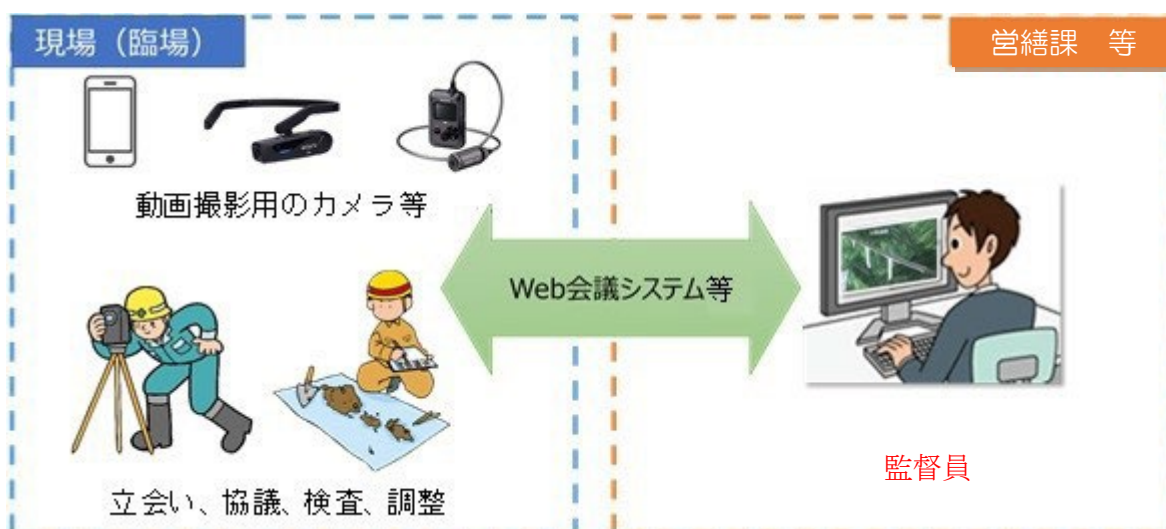 現場（臨場）
営繕課　等
動画撮影用のカメラ等
Web会議システム等
監督員
立会い、協議、検査、調整